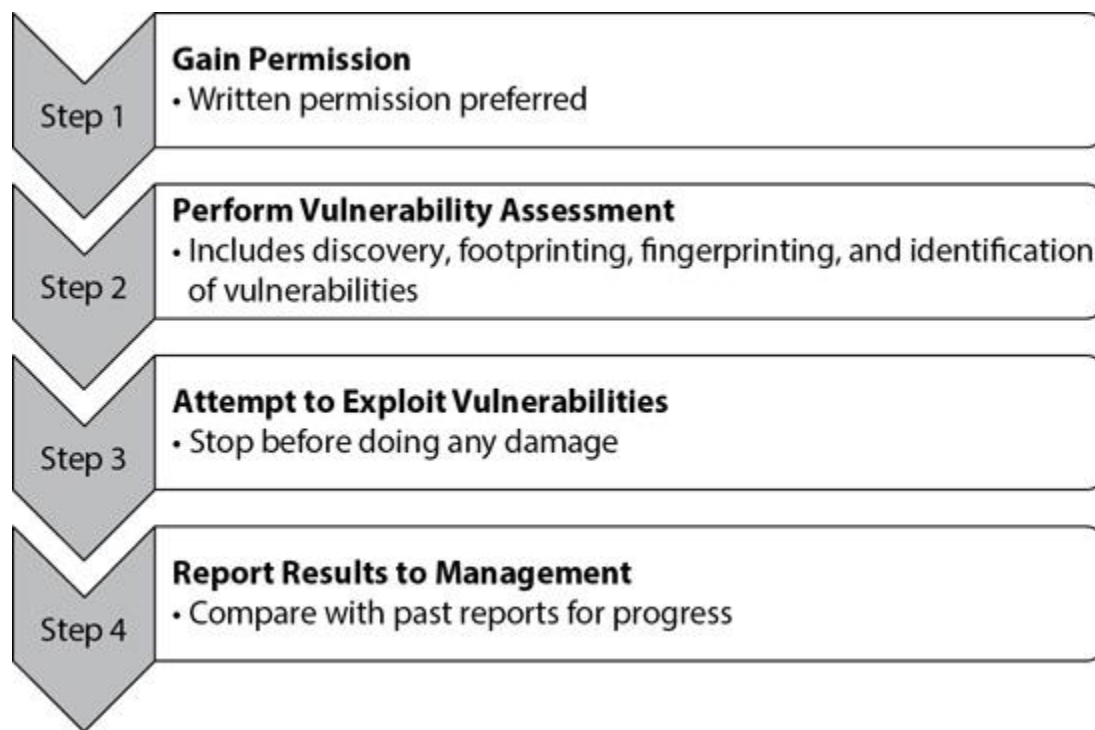 Gain Permission
• Written permission preferred
Step 1
Perform Vulnerability Assessment
• Includes discovery, footprinting, fingerprinting, and identification
of vulnerabilities
Step 2
Attempt to Exploit Vulnerabilities
• Stop before doing any damage
Step 3
Report Results to Management
• Compare with past reports for progress
Step 4